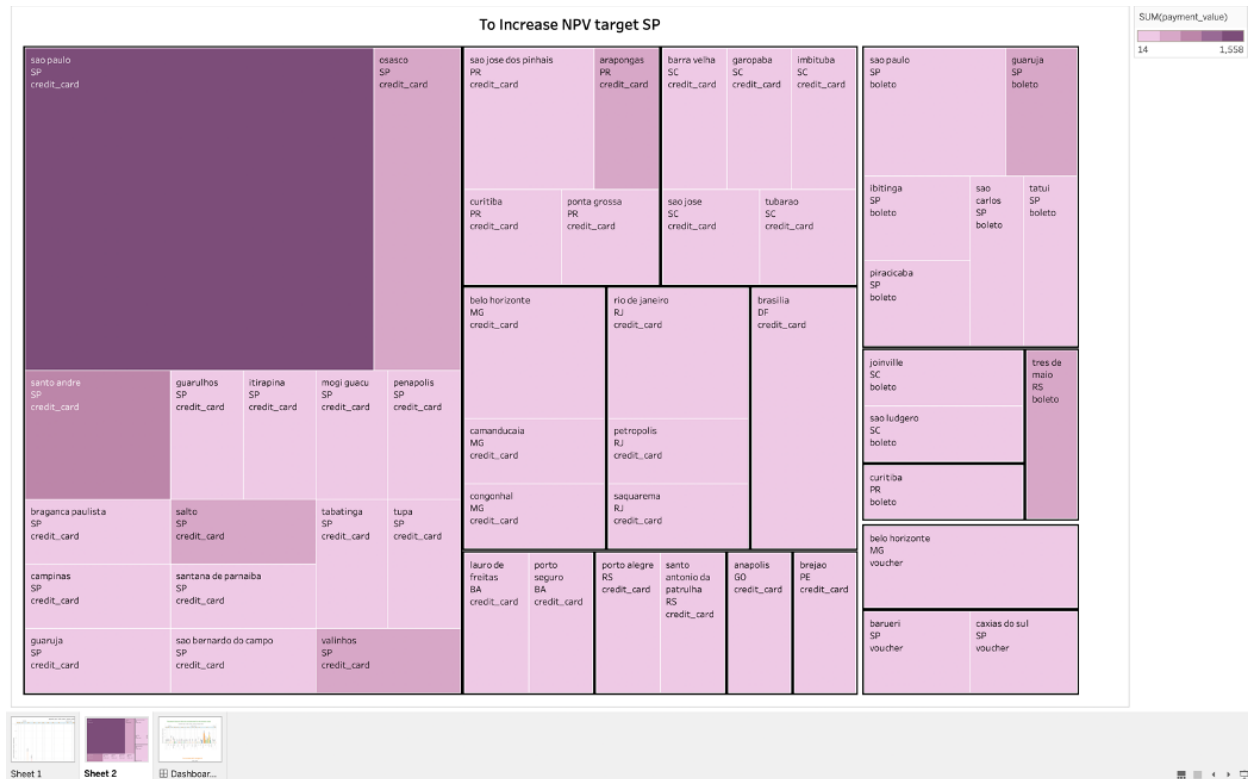 To Increase NPV target SP
SUM(payment_value)
14
1,558
sao paulo
SP
credit_card
osasco
SP
credit_card
santo andre
SP
credit_card
guarulhos
SP
credit_card
itirapina
SP
credit_card
mogi guacu
SP
credit_card
penapolis
SP
credit_card
braganca paulista
SP
credit_card
salto
SP
credit_card
tabatinga
SP
credit_card
tupa
SP
credit_card
campinas
SP
credit_card
santana de parnaiba
SP
credit_card
guaruja
SP
credit_card
sao bernardo do campo
SP
credit_card
valinhos
SP
credit_card
sao jose dos pinhais
PR
credit_card
arapongas
PR
credit_card
curitiba
PR
credit_card
ponta grossa
PR
credit_card
barra velha
SC
credit_card
garopaba
SC
credit_card
imbituba
SC
credit_card
sao jose
SC
credit_card
tubarao
SC
credit_card
belo horizonte
MG
credit_card
camanducaia
MG
credit_card
congonhal
MG
credit_card
rio de janeiro
RJ
credit_card
petropolis
RJ
credit_card
saquarema
RJ
credit_card
brasilia
DF
credit_card
lauro de
freitas
BA
credit_card
porto
seguro
BA
credit_card
porto alegre
RS
credit_card
santo
antonio da
patrulha
RS
credit_card
anapolis
GO
credit_card
brejao
PE
credit_card
sao paulo
SP
boleto
guaruja
SP
boleto
ibitinga
SP
boleto
sao
carlos
SP
boleto
tatui
SP
boleto
piracicaba
SP
boleto
joinville
SC
boleto
sao ludgero
SC
boleto
curitiba
PR
boleto
tres de
maio
RS
boleto
belo horizonte
MG
voucher
barueri
SP
voucher
caxias do sul
SP
voucher
Sheet 1
Sheet 2
Dashboar...